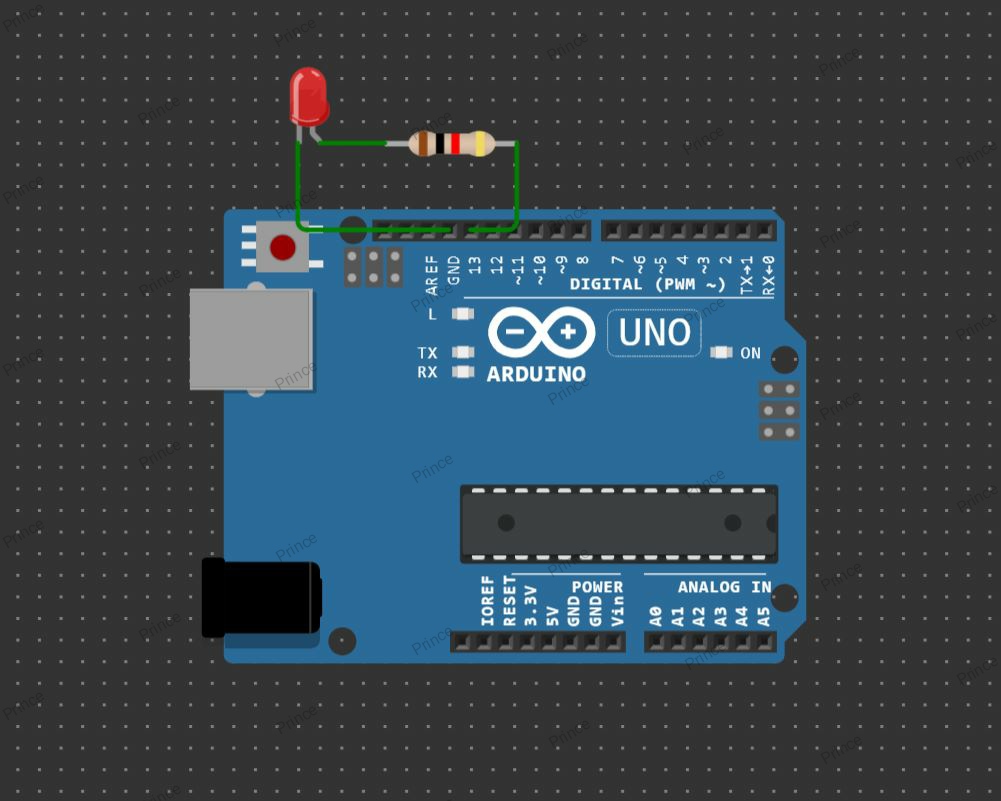 AREF
GND
13
12
~11
~10
~9
8
7
~6
~5
4
~3
2
TX→1
RX←0
DIGITAL (PWM ~)
L
TX
RX
UNO
ON
ARDUINO
POWER
ANALOG IN
IOREF
RESET
3.3V
5V
GND
GND
Vin
A0
A1
A2
A3
A4
A5
Prince